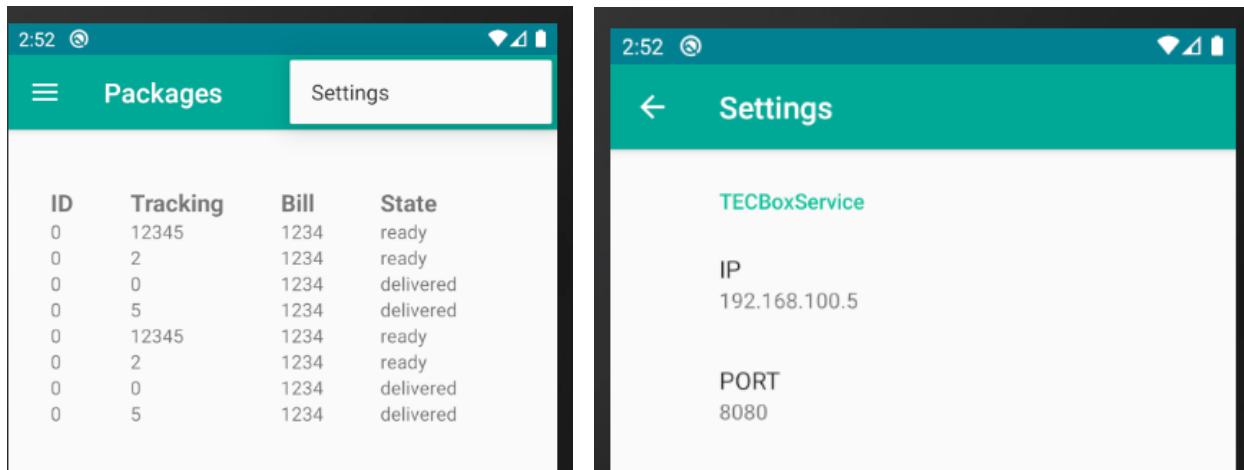 2:52
Packages Settings
ID Tracking Bill State
0 12345 1234 ready
0 2 1234 ready
0 0 1234 delivered
0 5 1234 delivered
0 12345 1234 ready
0 2 1234 ready
0 0 1234 delivered
0 5 1234 delivered
2:52
Settings
TECBoxService
IP
192.168.100.5
PORT
8080